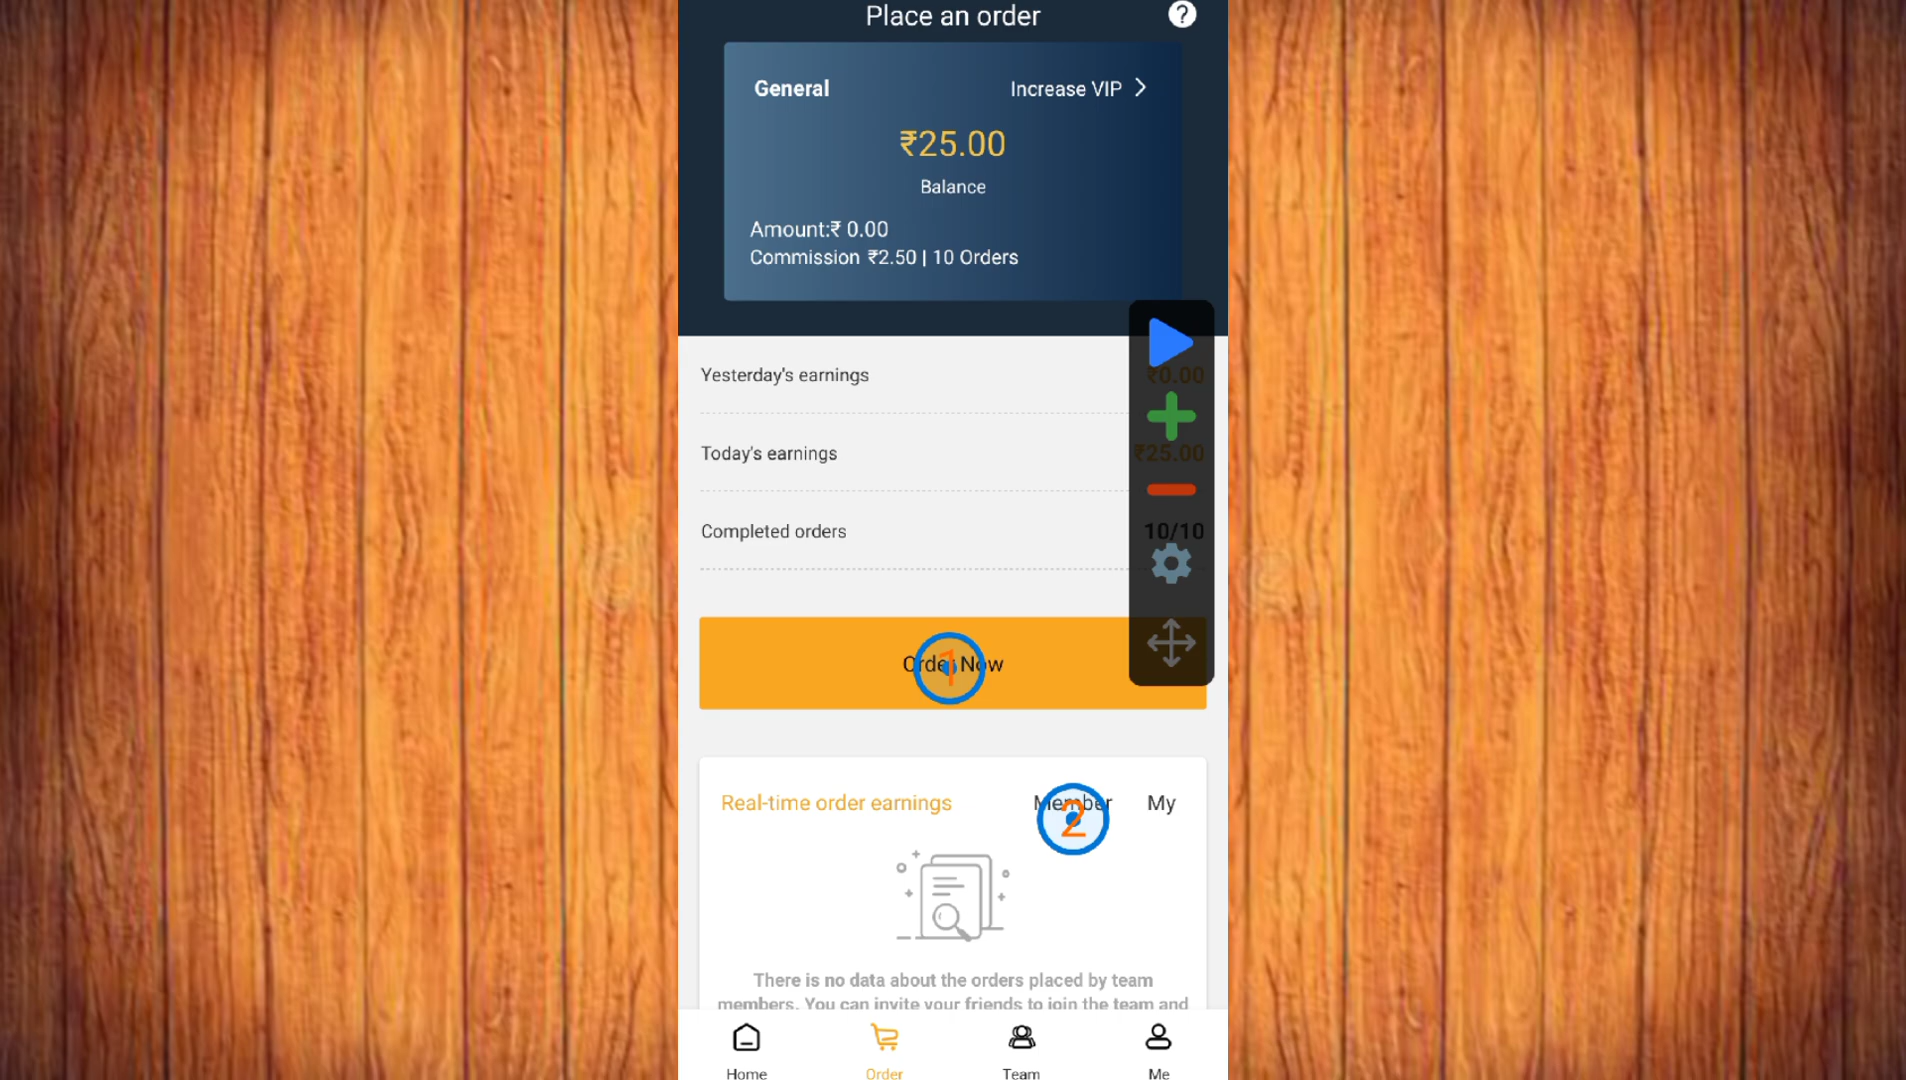 Place an order
?
General
Increase VIP
₹25.00
Balance
Amount:₹ 0.00
Commission ₹2.50 | 10 Orders
Yesterday's earnings
₹0.00
Today's earnings
₹25.00
Completed orders
10/10
Order Now
1
Real-time order earnings
Member
My
2
There is no data about the orders placed by team
members. You can invite your friends to join the team and
Home
Order
Team
Me